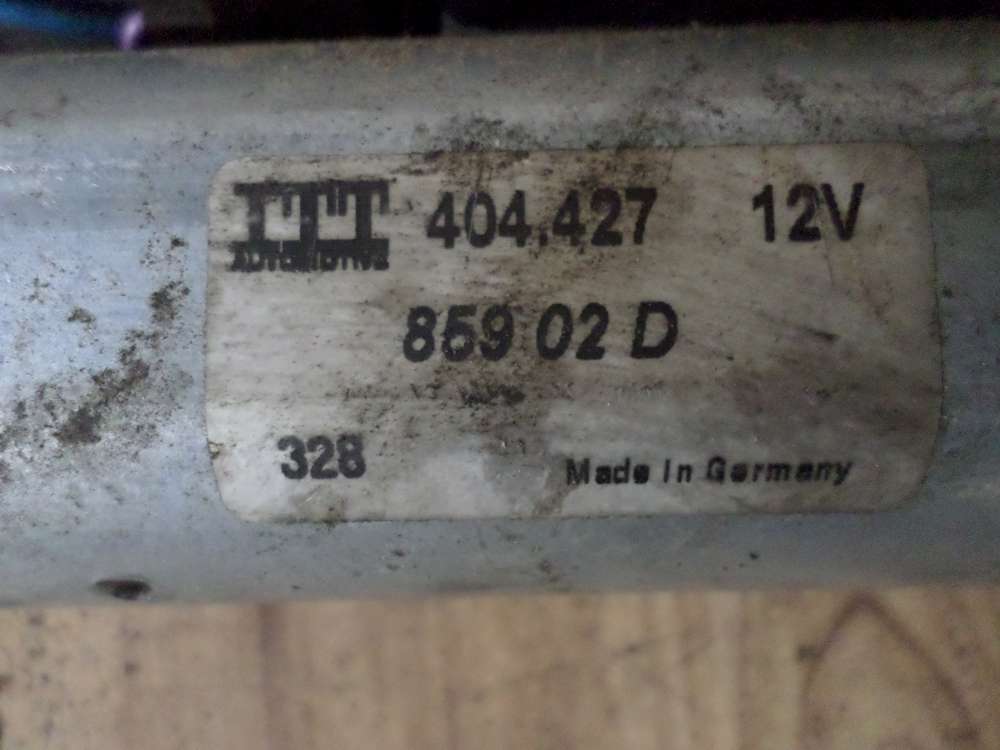 ITT 404.427 12V
AUTOMOTIVE
859 02 D
328 Made In Germany